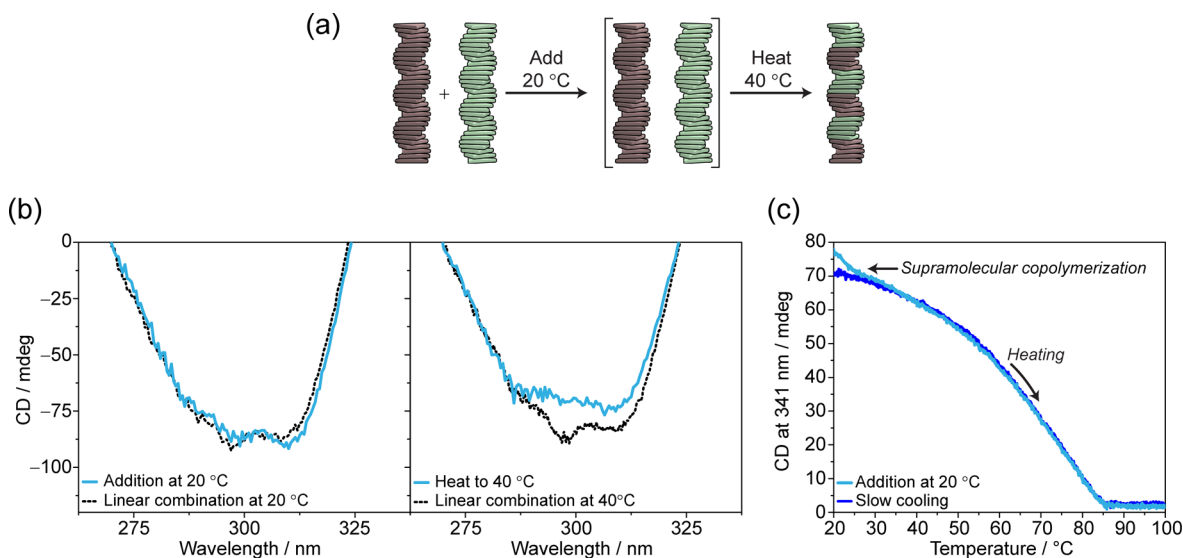 (a)
+
Add
20 °C
Heat
40 °C
(b)
CD / mdeg
0
−25
−50
−75
−100
Addition at 20 °C
Linear combination at 20 °C
275
300
325
Wavelength / nm
Heat to 40 °C
Linear combination at 40°C
275
300
325
Wavelength / nm
(c)
CD at 341 nm / mdeg
80
70
60
50
40
30
20
10
0
Supramolecular copolymerization
Heating
Addition at 20 °C
Slow cooling
20 30 40 50 60 70 80 90 100
Temperature / °C